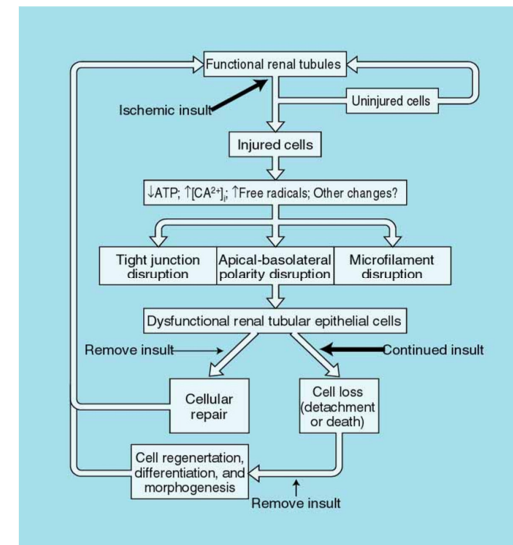 Functional renal tubules
Ischemic insult
Uninjured cells
Injured cells
↓ATP; ↑[CA²⁺]ᵢ; ↑Free radicals; Other changes?
Tight junction
disruption
Apical-basolateral
polarity disruption
Microfilament
disruption
Dysfunctional renal tubular epithelial cells
Remove insult
Continued insult
Cellular
repair
Cell loss
(detachment
or death)
Cell regenertation,
differentiation, and
morphogenesis
Remove insult